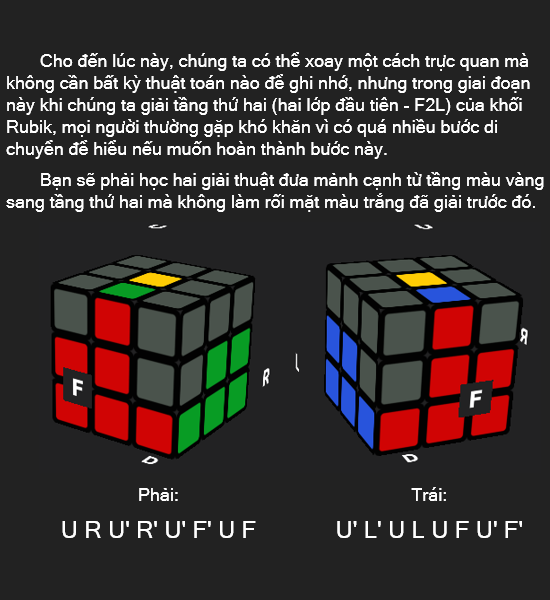 Cho đến lúc này, chúng ta có thể xoay một cách trực quan mà
không cần bất kỳ thuật toán nào để ghi nhớ, nhưng trong giai đoạn
này khi chúng ta giải tầng thứ hai (hai lớp đầu tiên - F2L) của khối
Rubik, mọi người thường gặp khó khăn vì có quá nhiều bước di
chuyển để hiểu nếu muốn hoàn thành bước này.
Bạn sẽ phải học hai giải thuật đưa mảnh cạnh từ tầng màu vàng
sang tầng thứ hai mà không làm rối mặt màu trắng đã giải trước đó.
F
R
D
L
R
F
D
Phải:
U R U' R' U' F' U F
Trái:
U' L' U L U F U' F'